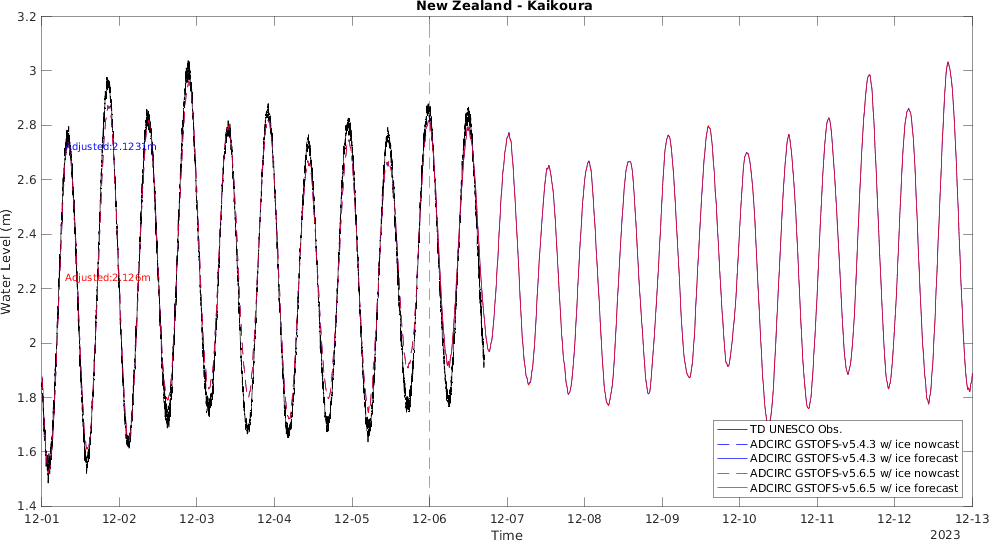 New Zealand - Kaikoura
Water Level (m)
3.2
3
2.8
2.6
2.4
2.2
2
1.8
1.6
1.4
Adjusted:2.1231m
Adjusted:2.126m
TD UNESCO Obs.
ADCIRC GSTOFS-v5.4.3 w/ ice nowcast
ADCIRC GSTOFS-v5.4.3 w/ ice forecast
ADCIRC GSTOFS-v5.6.5 w/ ice nowcast
ADCIRC GSTOFS-v5.6.5 w/ ice forecast
12-01 12-02 12-03 12-04 12-05 12-06 12-07 12-08 12-09 12-10 12-11 12-12 12-13
Time
2023